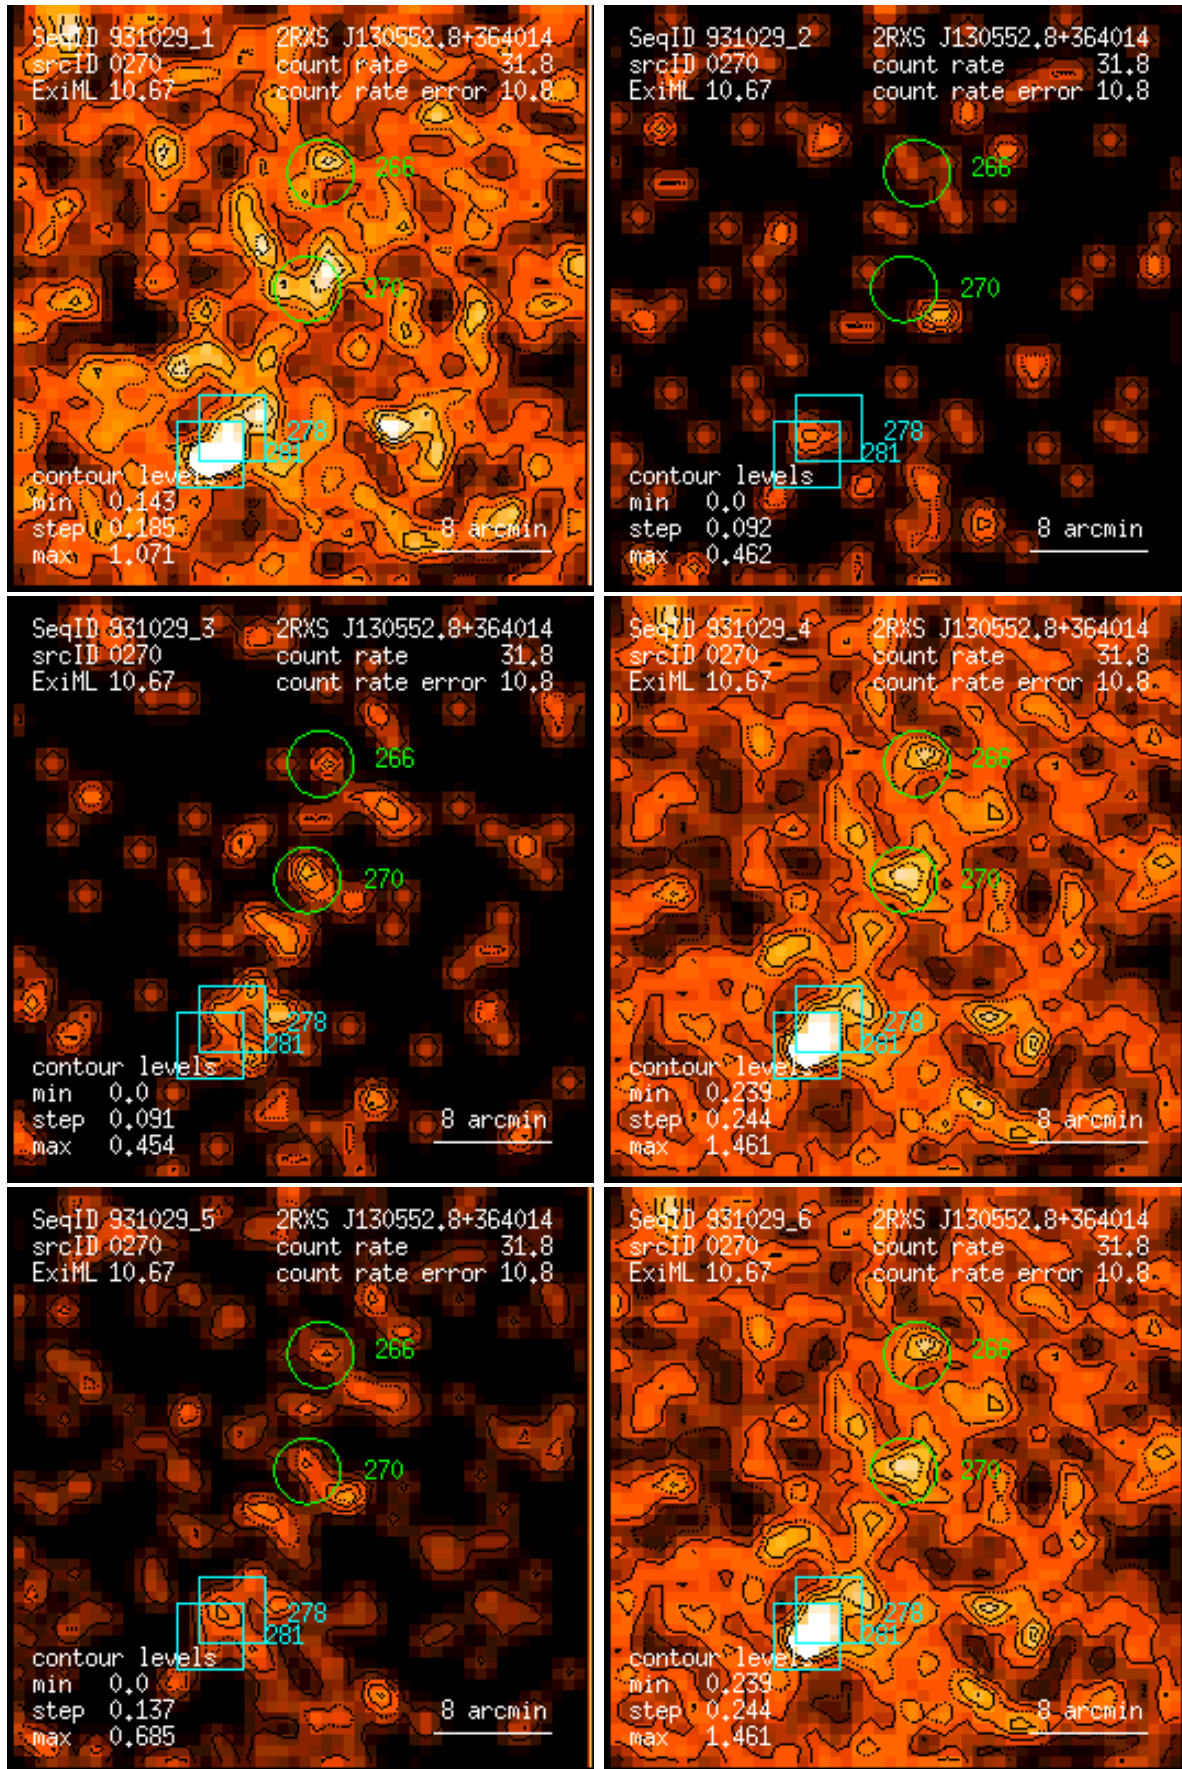 SeqID 931029_1 2RXS J130552.8+364014
srcID 0270 count rate 31.8
ExiML 10.67 count rate error 10.8
266
270
278
281
contour levels
min 0.143
step 0.185 8 arcmin
max 1.071
SeqID 931029_2 2RXS J130552.8+364014
srcID 0270 count rate 31.8
ExiML 10.67 count rate error 10.8
266
270
278
281
contour levels
min 0.0
step 0.092 8 arcmin
max 0.462
SeqID 931029_3 2RXS J130552.8+364014
srcID 0270 count rate 31.8
ExiML 10.67 count rate error 10.8
266
270
278
281
contour levels
min 0.0
step 0.091 8 arcmin
max 0.454
SeqID 931029_4 2RXS J130552.8+364014
srcID 0270 count rate 31.8
ExiML 10.67 count rate error 10.8
266
270
278
281
contour levels
min 0.239
step 0.244 8 arcmin
max 1.461
SeqID 931029_5 2RXS J130552.8+364014
srcID 0270 count rate 31.8
ExiML 10.67 count rate error 10.8
266
270
278
281
contour levels
min 0.0
step 0.137 8 arcmin
max 0.685
SeqID 931029_6 2RXS J130552.8+364014
srcID 0270 count rate 31.8
ExiML 10.67 count rate error 10.8
266
270
278
281
contour levels
min 0.239
step 0.244 8 arcmin
max 1.461